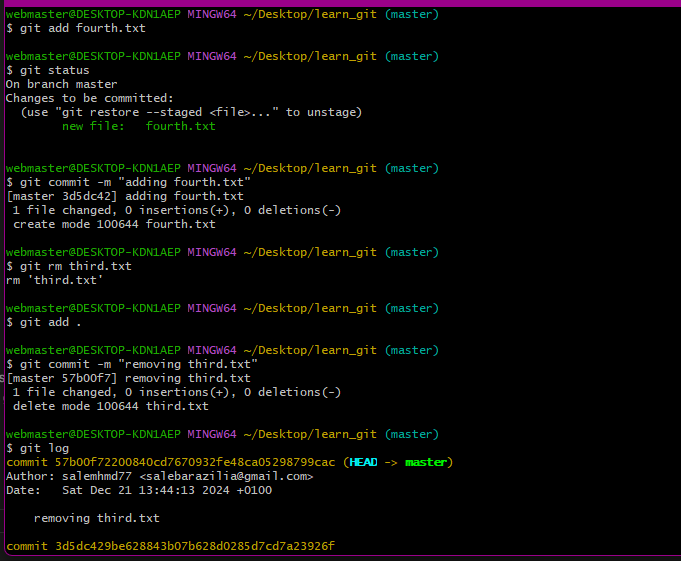 webmaster@DESKTOP-KDN1AEP MINGW64 ~/Desktop/learn_git (master)
$ git add fourth.txt

webmaster@DESKTOP-KDN1AEP MINGW64 ~/Desktop/learn_git (master)
$ git status
On branch master
Changes to be committed:
  (use "git restore --staged <file>..." to unstage)
        new file:   fourth.txt


webmaster@DESKTOP-KDN1AEP MINGW64 ~/Desktop/learn_git (master)
$ git commit -m "adding fourth.txt"
[master 3d5dc42] adding fourth.txt
 1 file changed, 0 insertions(+), 0 deletions(-)
 create mode 100644 fourth.txt

webmaster@DESKTOP-KDN1AEP MINGW64 ~/Desktop/learn_git (master)
$ git rm third.txt
rm 'third.txt'

webmaster@DESKTOP-KDN1AEP MINGW64 ~/Desktop/learn_git (master)
$ git add .

webmaster@DESKTOP-KDN1AEP MINGW64 ~/Desktop/learn_git (master)
$ git commit -m "removing third.txt"
[master 57b00f7] removing third.txt
 1 file changed, 0 insertions(+), 0 deletions(-)
 delete mode 100644 third.txt

webmaster@DESKTOP-KDN1AEP MINGW64 ~/Desktop/learn_git (master)
$ git log
commit 57b00f72200840cd7670932fe48ca05298799cac (HEAD -> master)
Author: salemhmd77 <salebarazilia@gmail.com>
Date:   Sat Dec 21 13:44:13 2024 +0100

    removing third.txt

commit 3d5dc429be628843b07b628d0285d7cd7a23926f